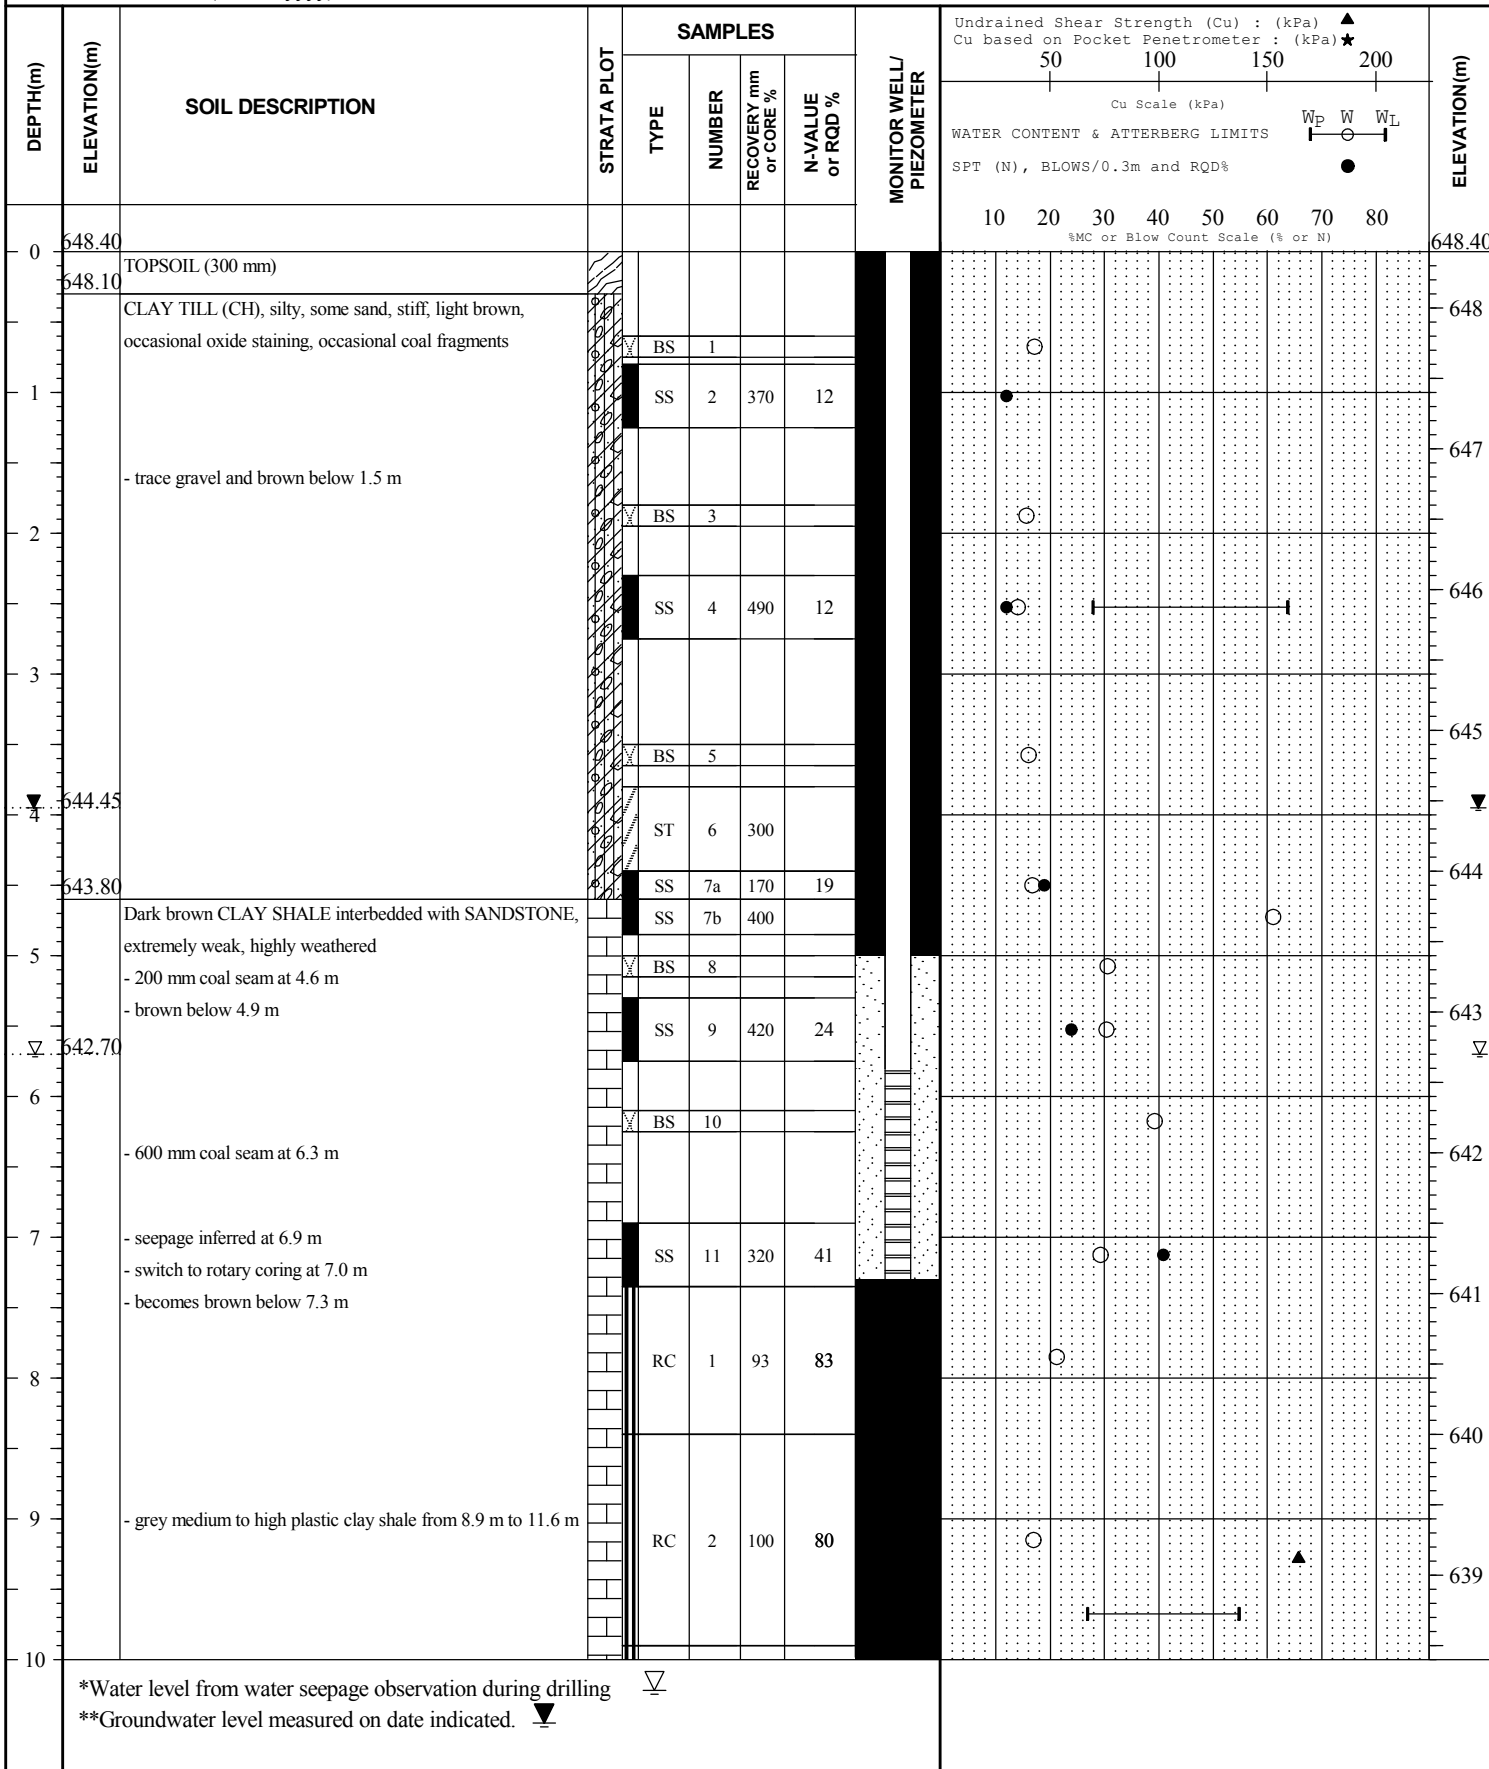 Undrained Shear Strength (Cu) : (kPa)
Cu based on Pocket Penetrometer : (kPa)
50 100 150 200
Cu Scale (kPa)
WATER CONTENT & ATTERBERG LIMITS
WP W WL
SPT (N), BLOWS/0.3m and RQD%
10 20 30 40 50 60 70 80
%MC or Blow Count Scale (% or N)
DEPTH(m)
ELEVATION(m)
SOIL DESCRIPTION
STRATA PLOT
SAMPLES
TYPE
NUMBER
RECOVERY mm
or CORE %
N-VALUE
or RQD %
MONITOR WELL/
PIEZOMETER
ELEVATION(m)
0 648.40 648.40
TOPSOIL (300 mm)
648.10
CLAY TILL (CH), silty, some sand, stiff, light brown,
648
occasional oxide staining, occasional coal fragments
BS 1
1
SS 2 370 12
647
- trace gravel and brown below 1.5 m
BS 3
2
646
SS 4 490 12
3
645
BS 5
644.45
4
ST 6 300
644
643.80
SS 7a 170 19
Dark brown CLAY SHALE interbedded with SANDSTONE,
SS 7b 400
extremely weak, highly weathered
5
BS 8
- 200 mm coal seam at 4.6 m
- brown below 4.9 m
643
SS 9 420 24
642.70
6
BS 10
- 600 mm coal seam at 6.3 m
642
7
- seepage inferred at 6.9 m
SS 11 320 41
- switch to rotary coring at 7.0 m
641
- becomes brown below 7.3 m
RC 1 93 83
8
640
9
- grey medium to high plastic clay shale from 8.9 m to 11.6 m
RC 2 100 80
639
10
*Water level from water seepage observation during drilling
**Groundwater level measured on date indicated.